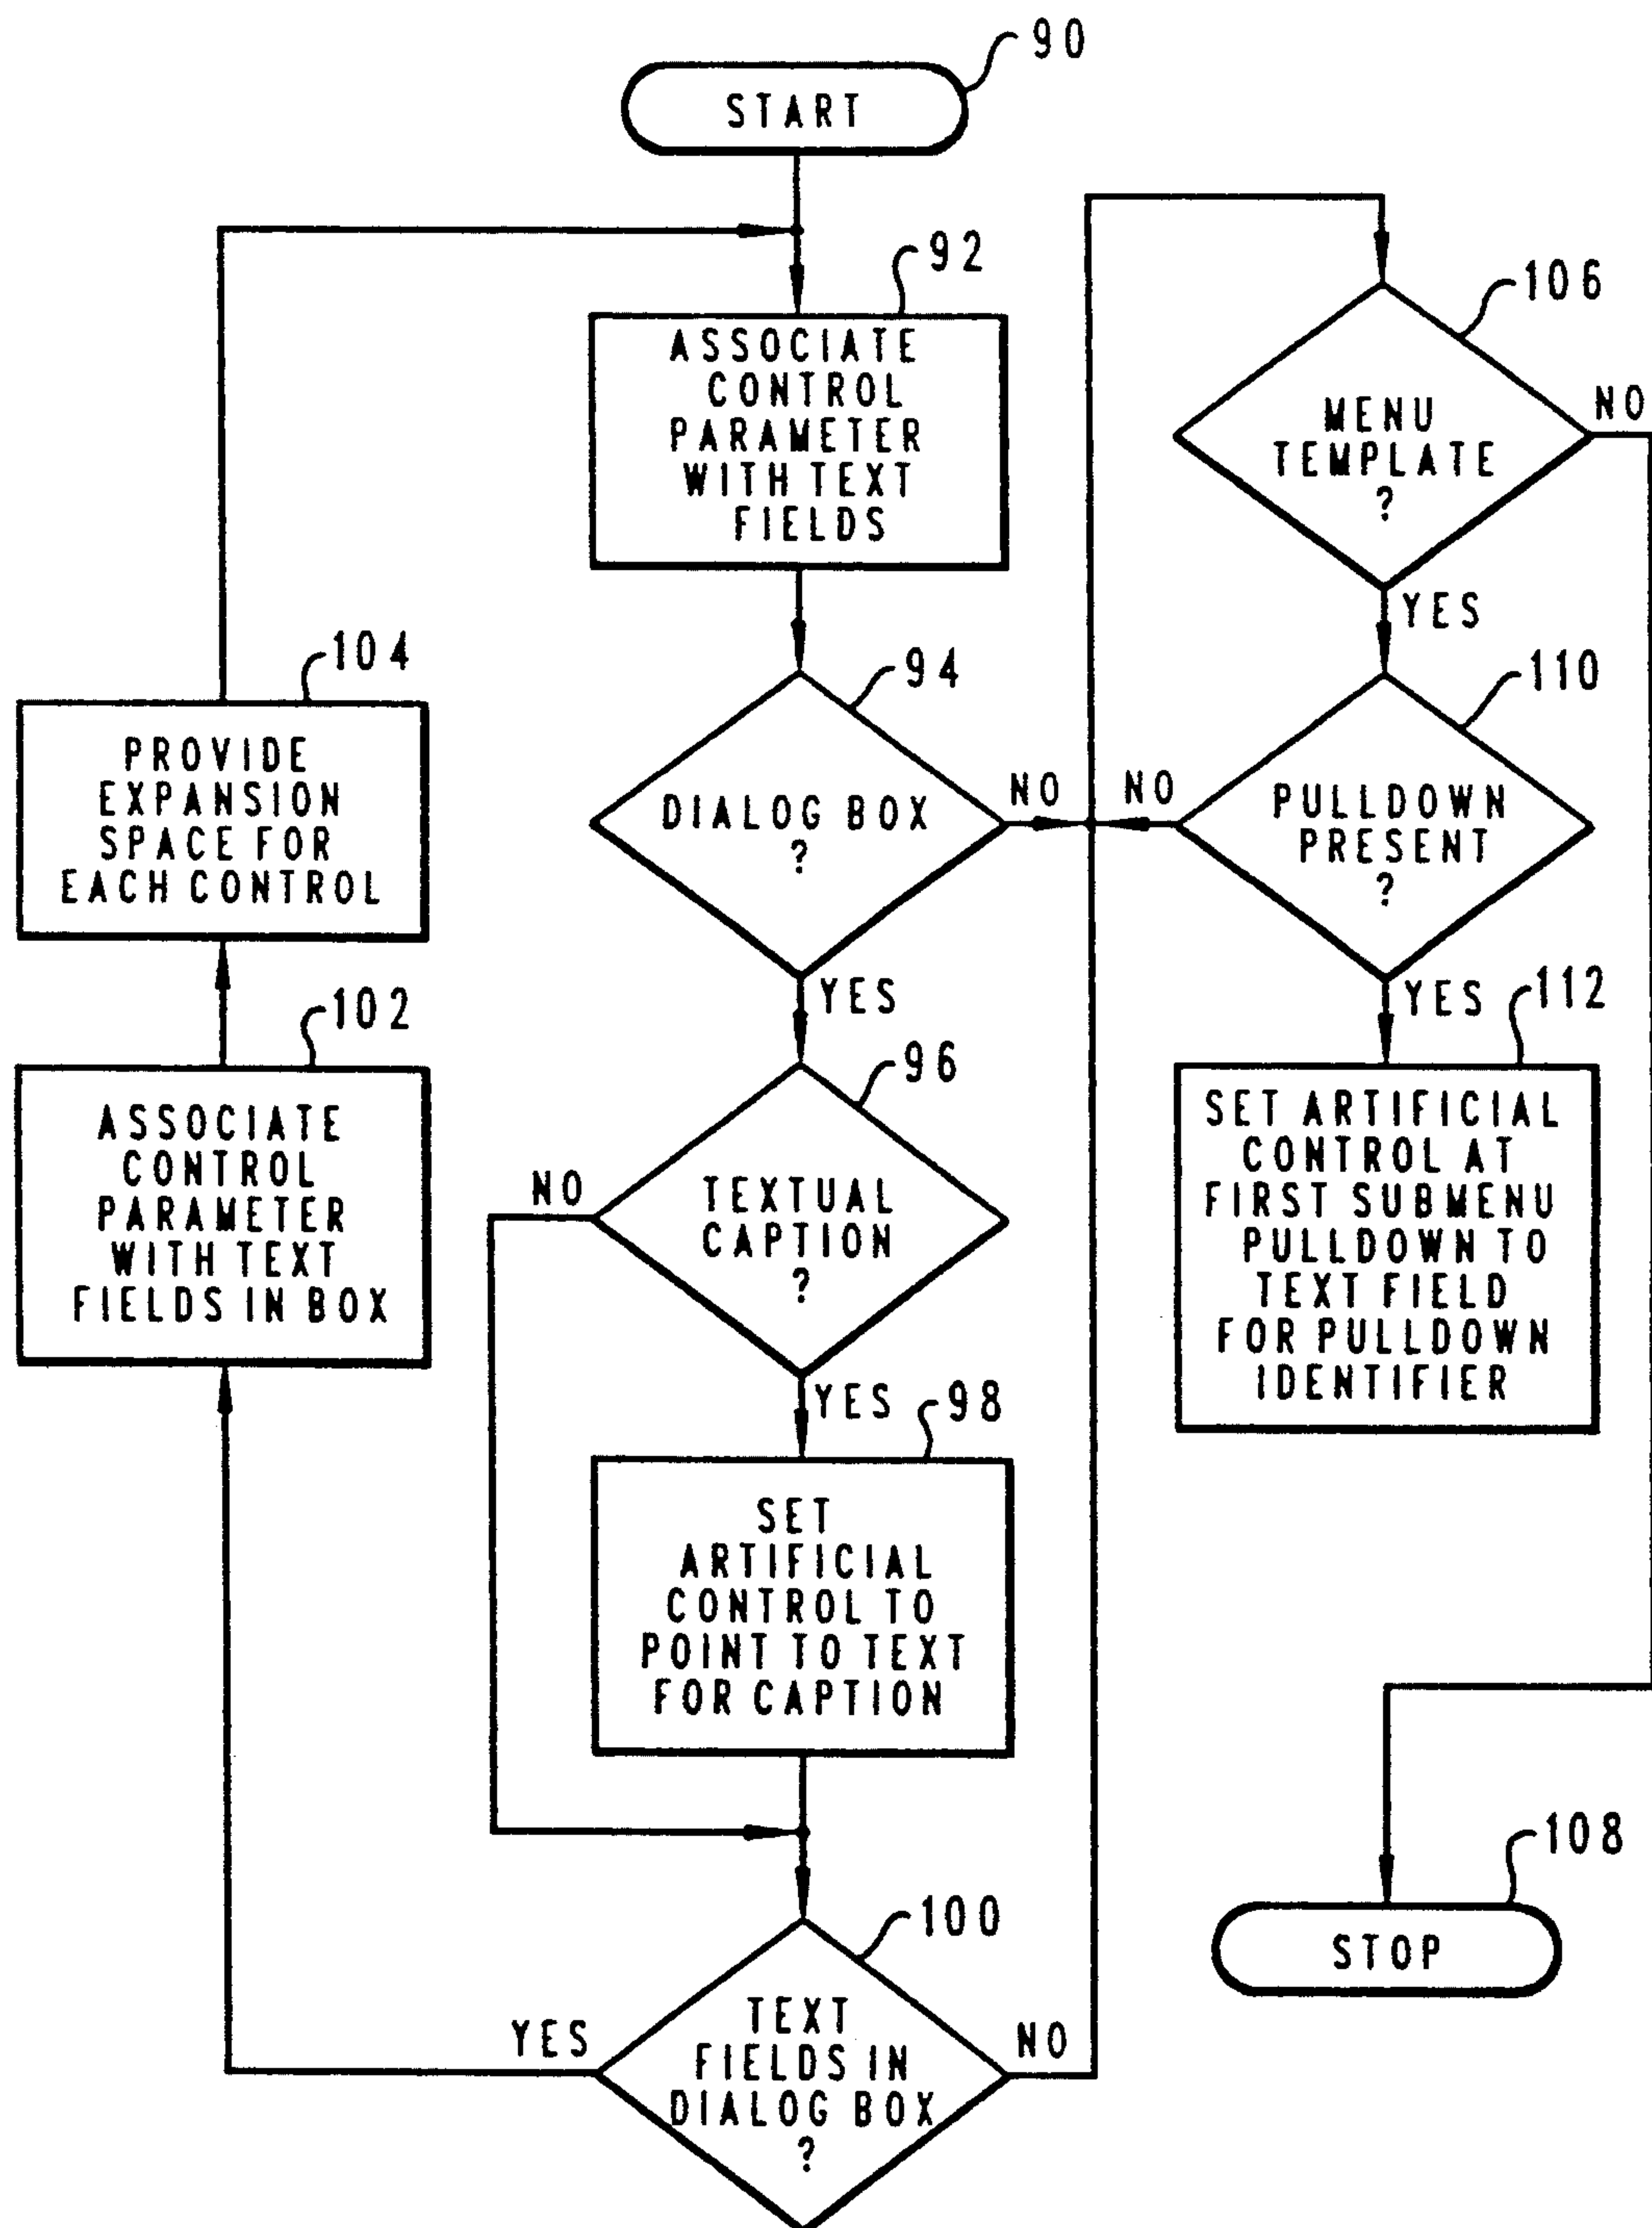 90
START
92
ASSOCIATE
CONTROL
PARAMETER
WITH TEXT
FIELDS
94
DIALOG BOX
?
NO
YES
96
TEXTUAL
CAPTION
?
NO
YES
98
SET
ARTIFICIAL
CONTROL TO
POINT TO TEXT
FOR CAPTION
100
TEXT
FIELDS IN
DIALOG BOX
?
YES
NO
102
ASSOCIATE
CONTROL
PARAMETER
WITH TEXT
FIELDS IN BOX
104
PROVIDE
EXPANSION
SPACE FOR
EACH CONTROL
106
MENU
TEMPLATE
?
NO
YES
110
PULLDOWN
PRESENT
?
NO
YES
112
SET ARTIFICIAL
CONTROL AT
FIRST SUBMENU
PULLDOWN TO
TEXT FIELD
FOR PULLDOWN
IDENTIFIER
108
STOP